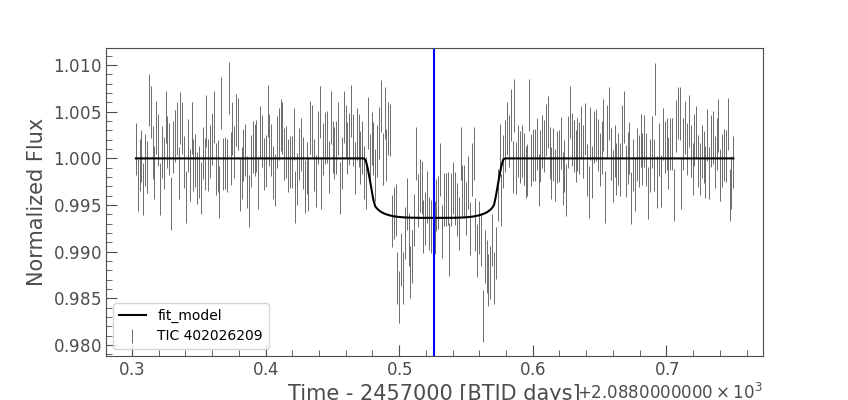 Normalized Flux
1.010
1.005
1.000
0.995
0.990
0.985
0.980
fit_model
TIC 402026209
0.3 0.4 0.5 0.6 0.7
Time - 2457000 [BTJD days]
+2.0880000000 × 10³